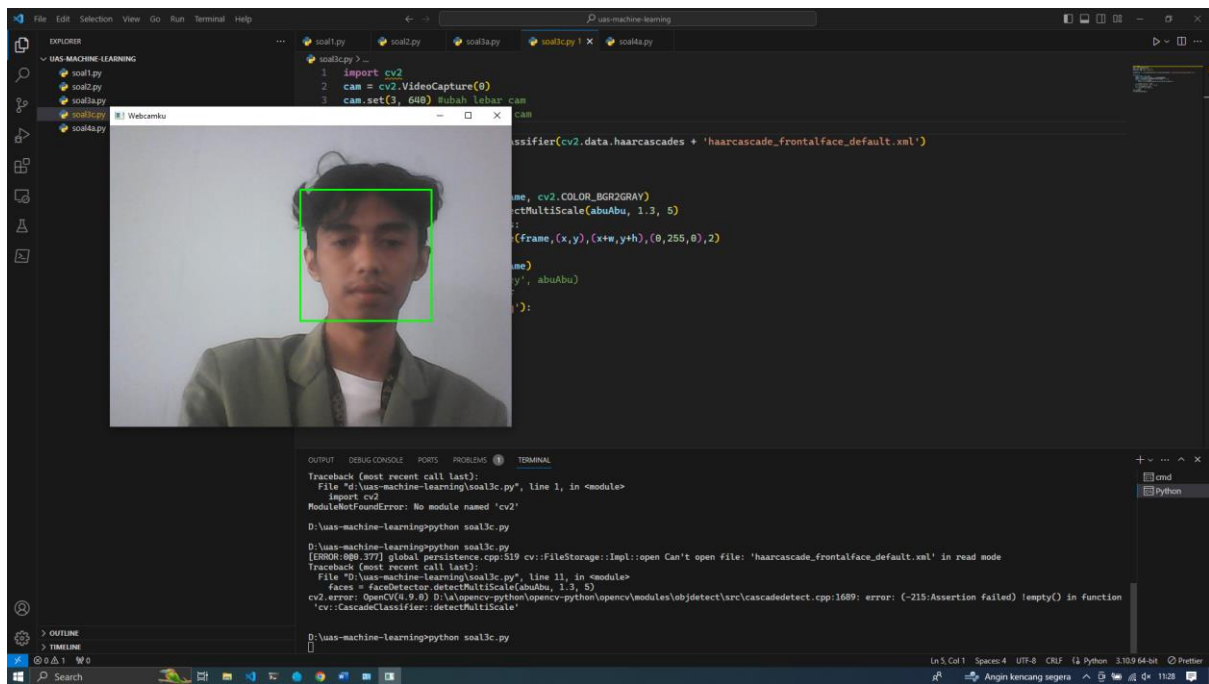 File Edit Selection View Go Run Terminal Help
uas-machine-learning
EXPLORER
UAS-MACHINE-LEARNING
soal1.py
soal2.py
soal3a.py
soal3c.py
soal4a.py
soal1.py soal2.py soal3a.py soal3c.py 1 soal4a.py
soal3c.py > ...
1 import cv2
2 cam = cv2.VideoCapture(0)
3 cam.set(3, 640) #ubah lebar cam
cam
ssifier(cv2.data.haarcascades + 'haarcascade_frontalface_default.xml')
me, cv2.COLOR_BGR2GRAY)
ctMultiScale(abuAbu, 1.3, 5)
:
(frame,(x,y),(x+w,y+h),(0,255,0),2)
me)
y', abuAbu)
'):
Webcamku
OUTPUT DEBUG CONSOLE PORTS PROBLEMS 1 TERMINAL
Traceback (most recent call last):
File "d:\uas-machine-learning\soal3c.py", line 1, in <module>
import cv2
ModuleNotFoundError: No module named 'cv2'
D:\uas-machine-learning>python soal3c.py
D:\uas-machine-learning>python soal3c.py
[ERROR:0@0.377] global persistence.cpp:519 cv::FileStorage::Impl::open Can't open file: 'haarcascade_frontalface_default.xml' in read mode
Traceback (most recent call last):
File "D:\uas-machine-learning\soal3c.py", line 11, in <module>
faces = faceDetector.detectMultiScale(abuAbu, 1.3, 5)
cv2.error: OpenCV(4.9.0) D:\a\opencv-python\opencv-python\opencv\modules\objdetect\src\cascadedetect.cpp:1689: error: (-215:Assertion failed) !empty() in function
'cv::CascadeClassifier::detectMultiScale'
D:\uas-machine-learning>python soal3c.py
cmd
Python
OUTLINE
TIMELINE
0 1 0
Ln 5, Col 1 Spaces: 4 UTF-8 CRLF Python 3.10.9 64-bit Prettier
Search
Angin kencang segera
11:28